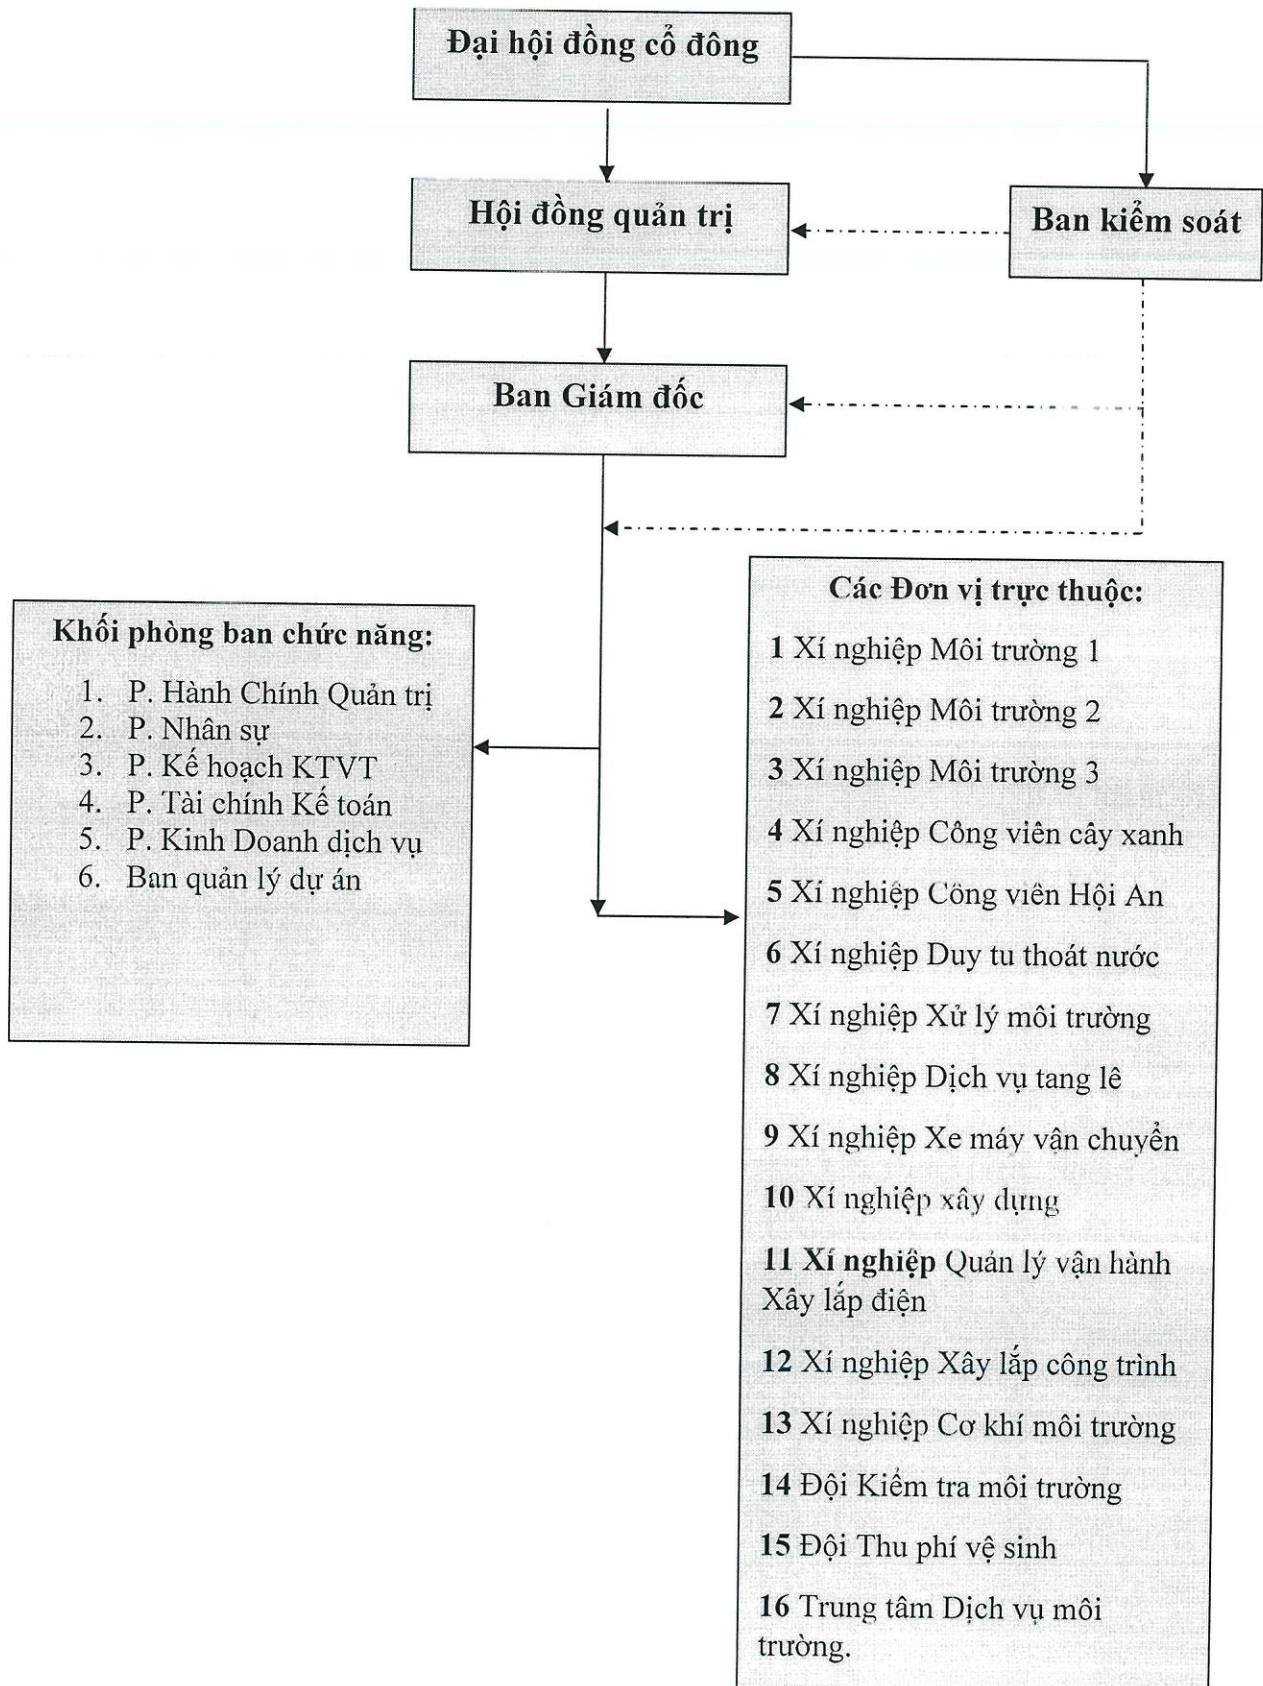 Đại hội đồng cổ đông
Hội đồng quản trị
Ban kiểm soát
Ban Giám đốc
Khối phòng ban chức năng:
1. P. Hành Chính Quản trị
2. P. Nhân sự
3. P. Kế hoạch KTVT
4. P. Tài chính Kế toán
5. P. Kinh Doanh dịch vụ
6. Ban quản lý dự án
Các Đơn vị trực thuộc:
1 Xí nghiệp Môi trường 1
2 Xí nghiệp Môi trường 2
3 Xí nghiệp Môi trường 3
4 Xí nghiệp Công viên cây xanh
5 Xí nghiệp Công viên Hội An
6 Xí nghiệp Duy tu thoát nước
7 Xí nghiệp Xử lý môi trường
8 Xí nghiệp Dịch vụ tang lê
9 Xí nghiệp Xe máy vận chuyển
10 Xí nghiệp xây dựng
11 Xí nghiệp Quản lý vận hành
Xây lắp điện
12 Xí nghiệp Xây lắp công trình
13 Xí nghiệp Cơ khí môi trường
14 Đội Kiểm tra môi trường
15 Đội Thu phí vệ sinh
16 Trung tâm Dịch vụ môi
trường.